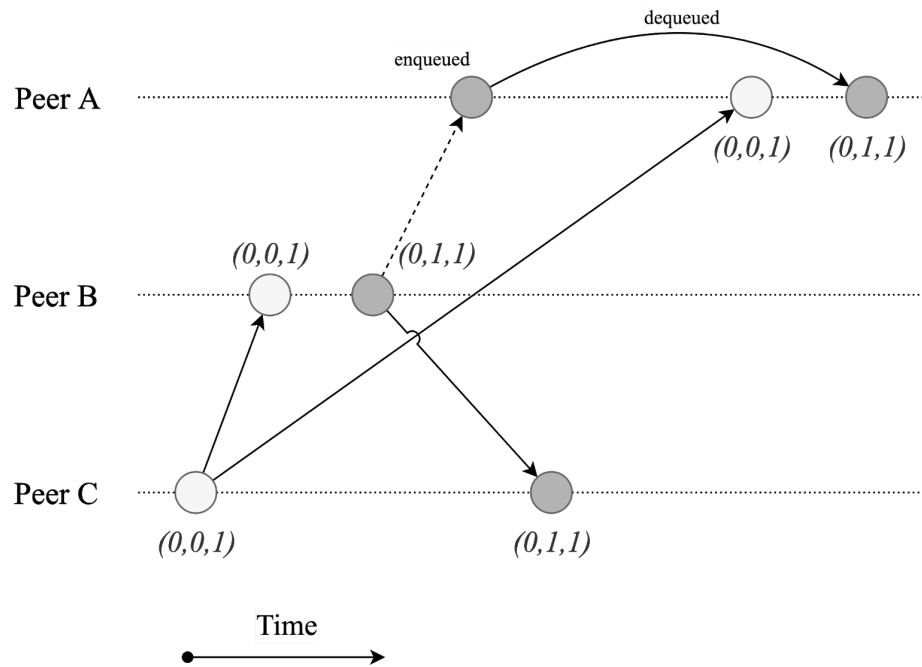 dequeued
enqueued
Peer A
(0,0,1)
(0,1,1)
(0,0,1)
(0,1,1)
Peer B
Peer C
(0,0,1)
(0,1,1)
Time